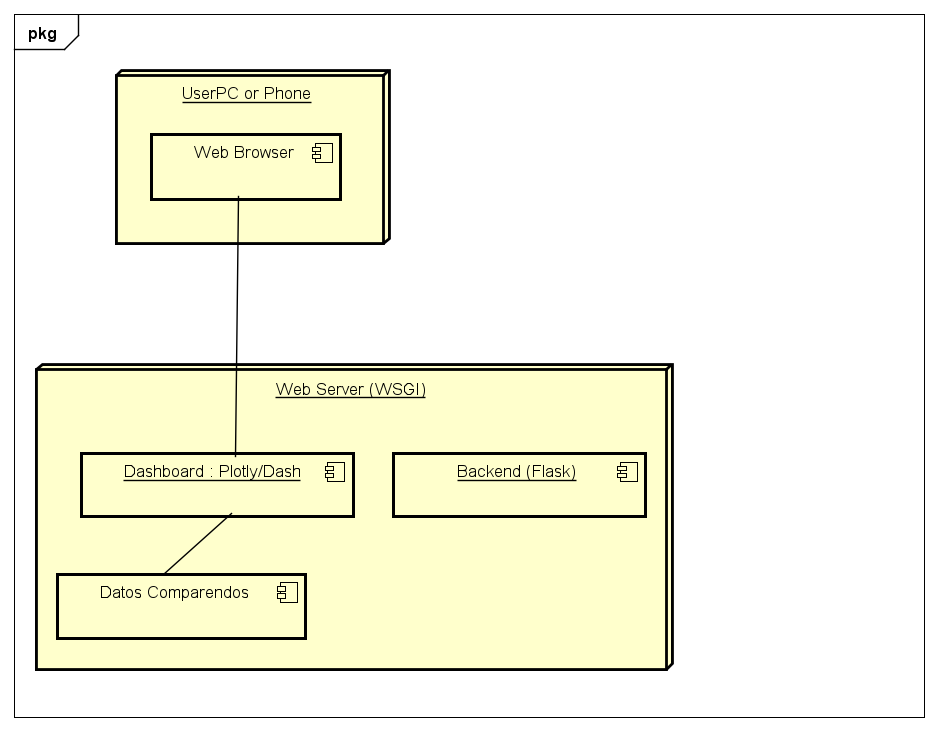 pkg
UserPC or Phone
Web Browser
Web Server (WSGI)
Dashboard : Plotly/Dash
Backend (Flask)
Datos Comparendos